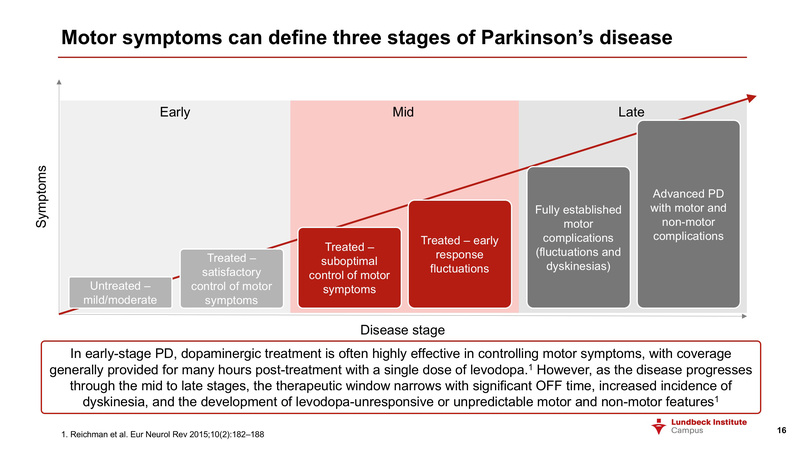 Motor symptoms can define three stages of Parkinson’s disease
Early
Mid
Late
Symptoms
Untreated –
mild/moderate
Treated –
satisfactory
control of motor
symptoms
Treated –
suboptimal
control of motor
symptoms
Treated – early
response
fluctuations
Fully established
motor
complications
(fluctuations and
dyskinesias)
Advanced PD
with motor and
non-motor
complications
Disease stage
In early-stage PD, dopaminergic treatment is often highly effective in controlling motor symptoms, with coverage
generally provided for many hours post-treatment with a single dose of levodopa.¹ However, as the disease progresses
through the mid to late stages, the therapeutic window narrows with significant OFF time, increased incidence of
dyskinesia, and the development of levodopa-unresponsive or unpredictable motor and non-motor features¹
1. Reichman et al. Eur Neurol Rev 2015;10(2):182–188
Lundbeck Institute
Campus
16